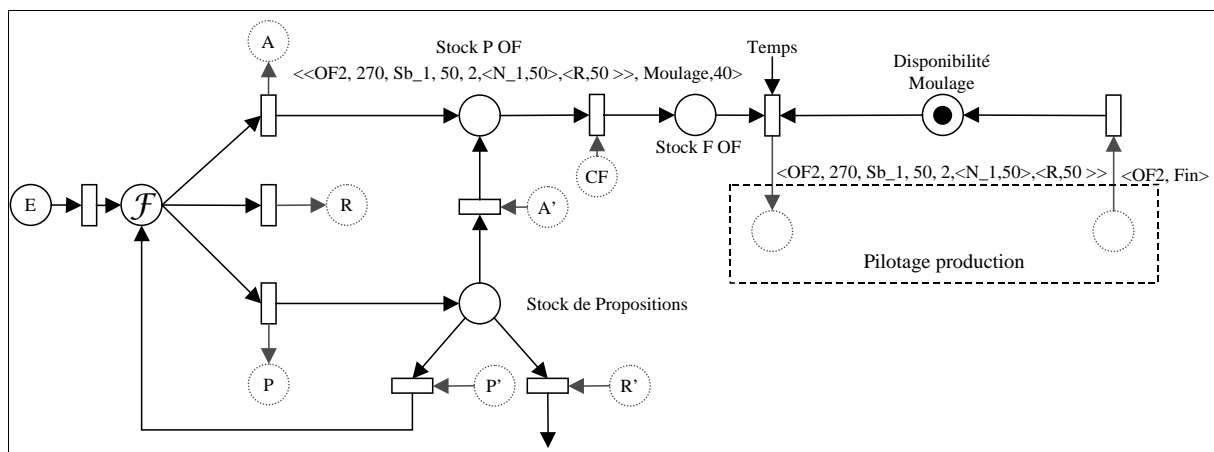 A
Stock P OF
Temps
Disponibilité
Moulage
<<OF2, 270, Sb_1, 50, 2,<N_1,50>,<R,50 >>, Moulage,40>
Stock F OF
CF
<OF2, 270, Sb_1, 50, 2,<N_1,50>,<R,50 >>
<OF2, Fin>
E
ℱ
R
A’
Pilotage production
Stock de Propositions
P
P’
R’